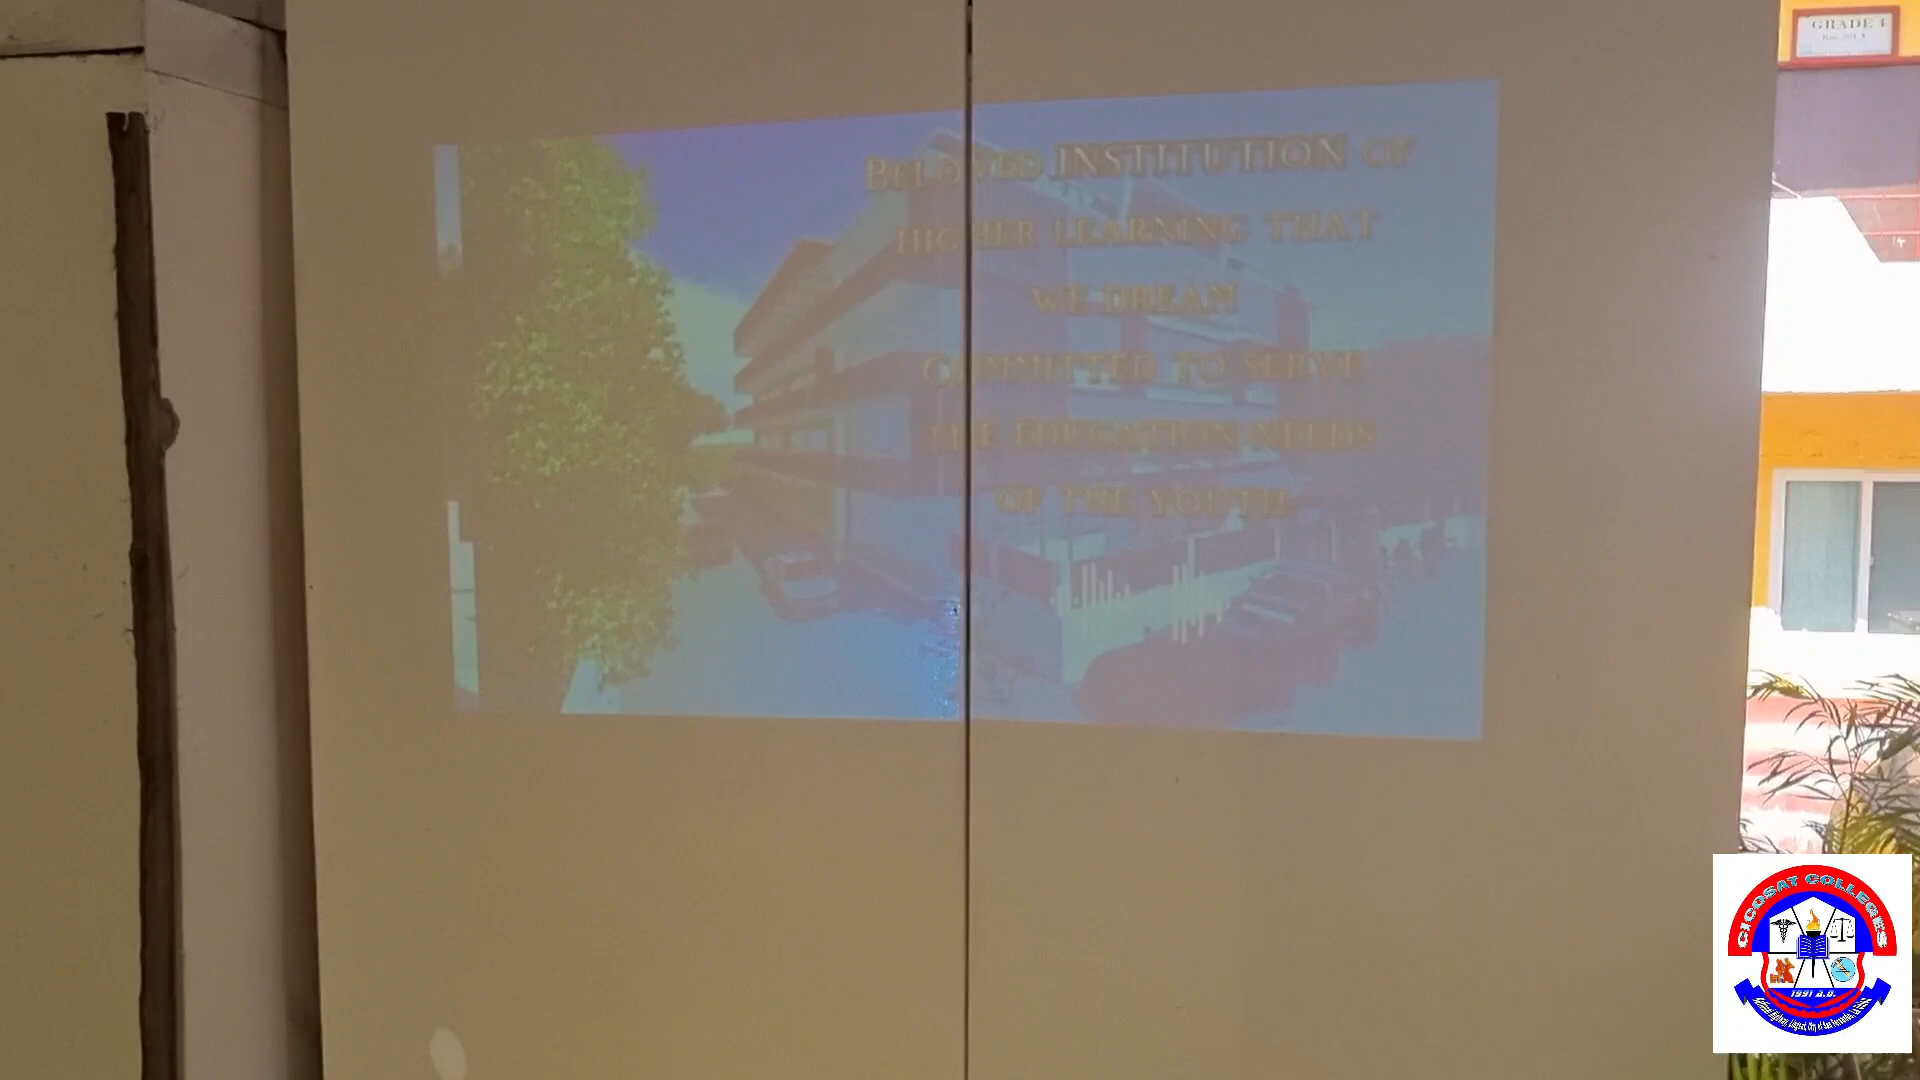 GRADE 4
BELOVED INSTITUTION OF
HIGHER LEARNING THAT
WE DREAM
COMMITTED TO SERVE
THE EDUCATION NEEDS
OF THE YOUTH
CICOSAT COLLEGES
1991 A.D.